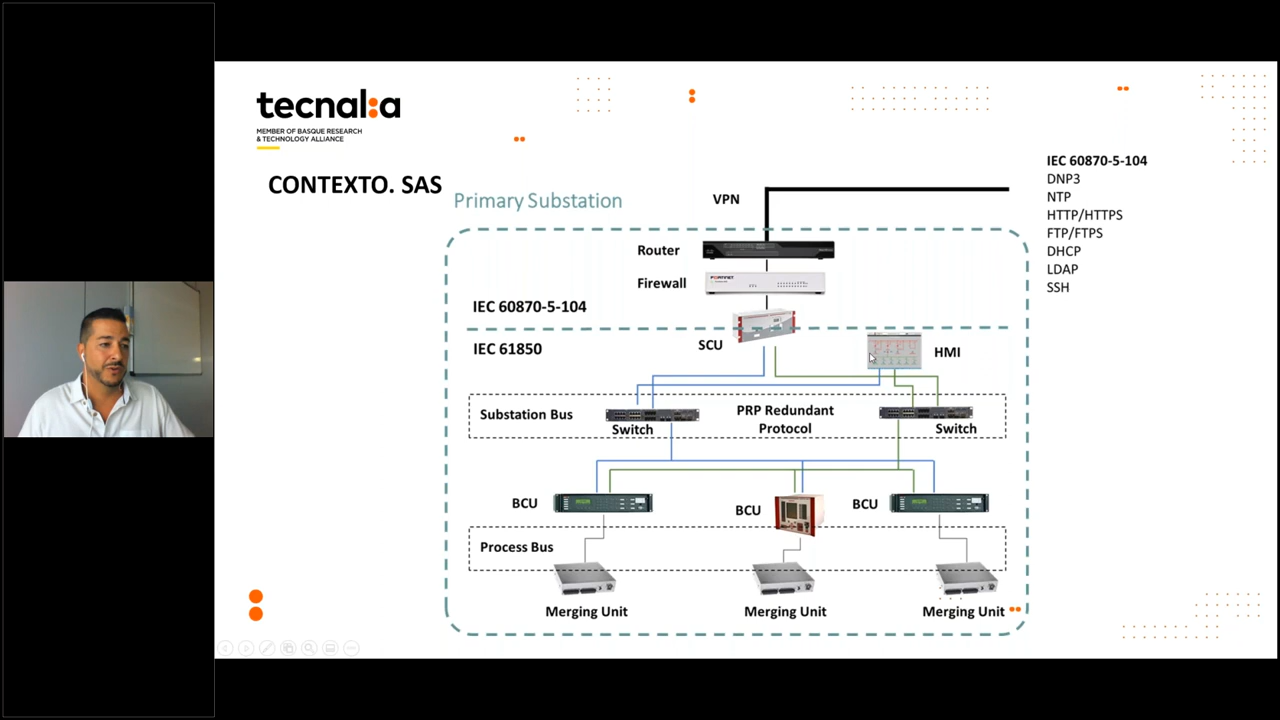 tecnal:a
MEMBER OF BASQUE RESEARCH
& TECHNOLOGY ALLIANCE
CONTEXTO. SAS
Primary Substation
VPN
Router
Firewall
IEC 60870-5-104
IEC 61850
SCU
HMI
Substation Bus
PRP Redundant
Protocol
Switch
Switch
BCU
BCU
BCU
Process Bus
Merging Unit
Merging Unit
Merging Unit
IEC 60870-5-104
DNP3
NTP
HTTP/HTTPS
FTP/FTPS
DHCP
LDAP
SSH